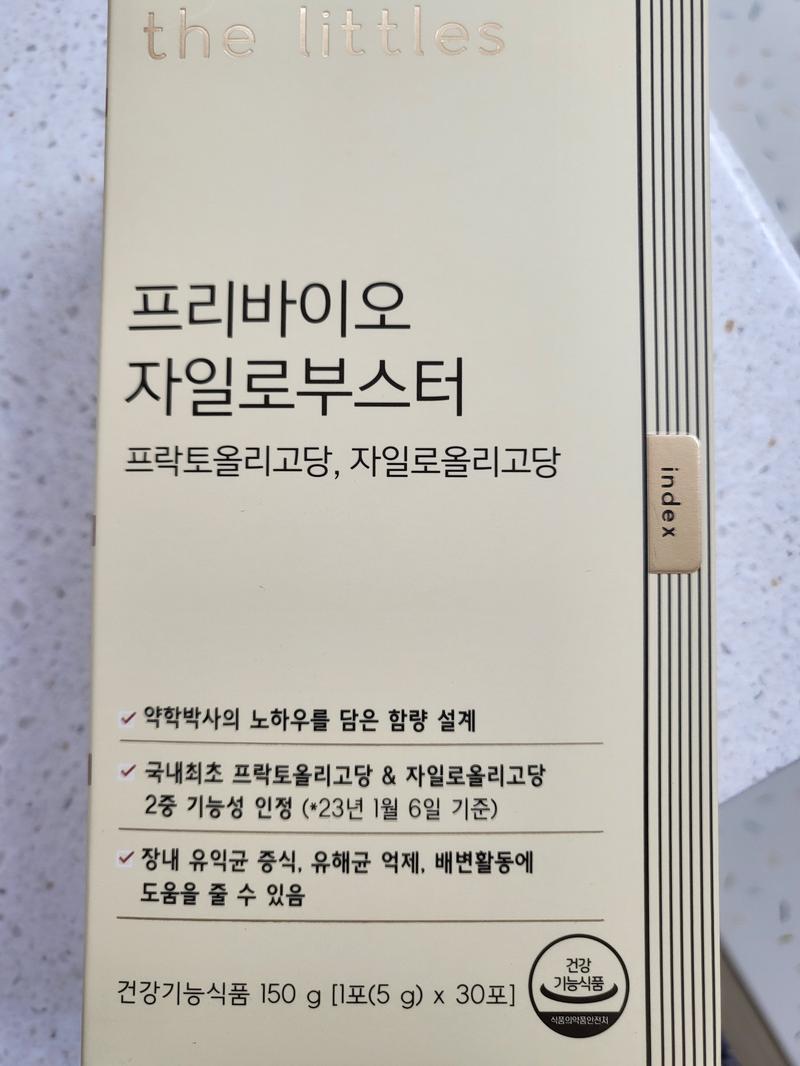 the littles
프리바이오
자일로부스터
프락토올리고당, 자일로올리고당
index
약학박사의 노하우를 담은 함량 설계
국내최초 프락토올리고당 & 자일로올리고당
2중 기능성 인정 (*23년 1월 6일 기준)
장내 유익균 증식, 유해균 억제, 배변활동에
도움을 줄 수 있음
건강기능식품 150 g [1포(5 g) x 30포]
건강
기능식품
식품의약품안전처